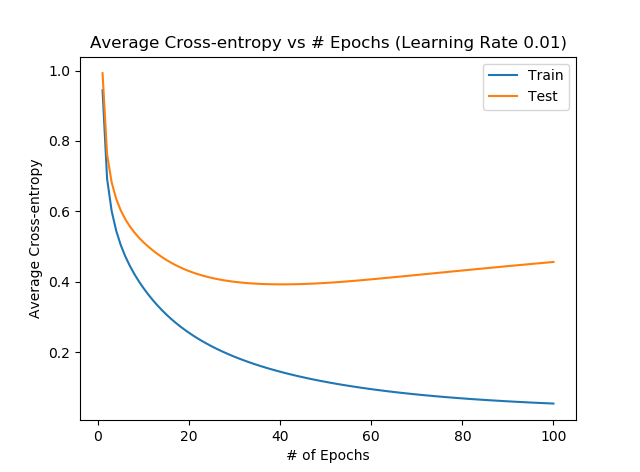 Average Cross-entropy vs # Epochs (Learning Rate 0.01)
Train
Test
Average Cross-entropy
1.0
0.8
0.6
0.4
0.2
0
20
40
60
80
100
# of Epochs